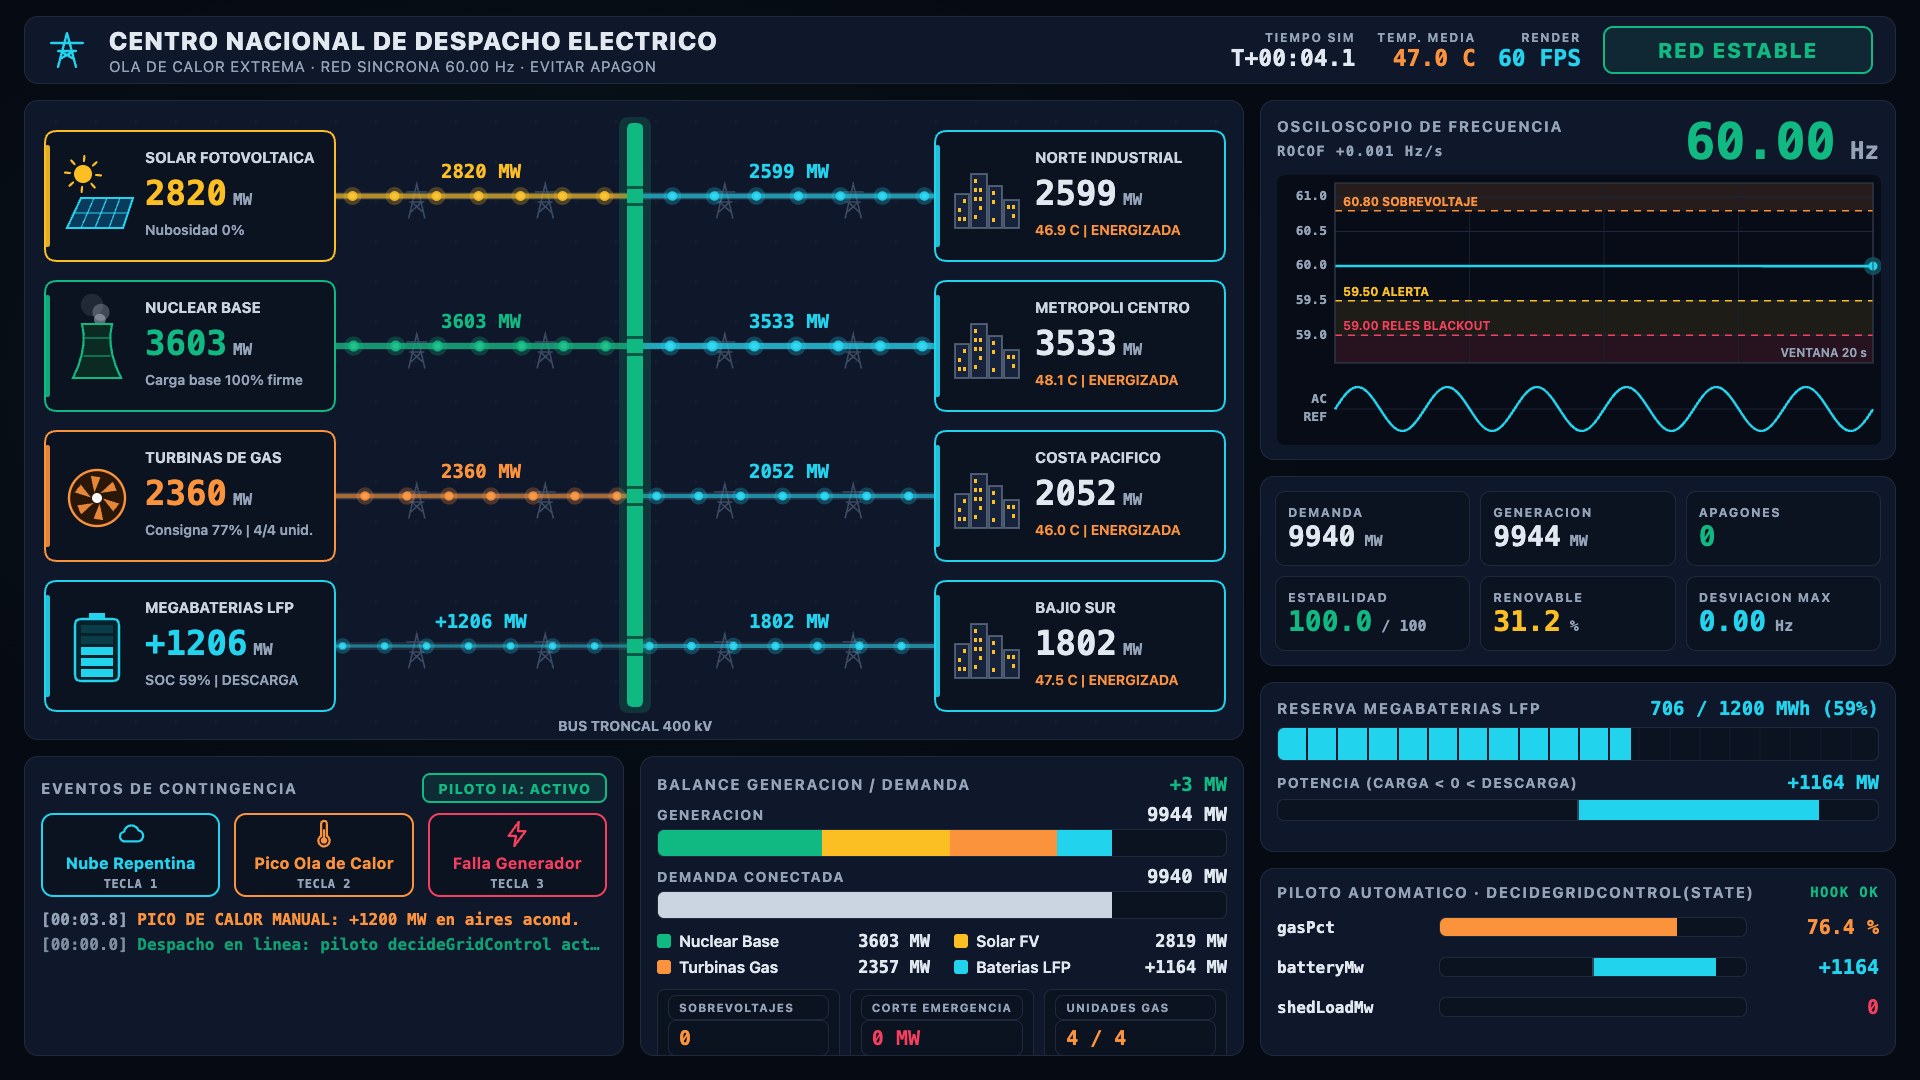 CENTRO NACIONAL DE DESPACHO ELECTRICO
OLA DE CALOR EXTREMA · RED SINCRONA 60.00 Hz · EVITAR APAGON
TIEMPO SIM
T+00:04.1
TEMP. MEDIA
47.0 C
RENDER
60 FPS
RED ESTABLE
SOLAR FOTOVOLTAICA
2820 MW
Nubosidad 0%
2820 MW
2599 MW
NORTE INDUSTRIAL
2599 MW
46.9 C | ENERGIZADA
NUCLEAR BASE
3603 MW
Carga base 100% firme
3603 MW
3533 MW
METROPOLI CENTRO
3533 MW
48.1 C | ENERGIZADA
TURBINAS DE GAS
2360 MW
Consigna 77% | 4/4 unid.
2360 MW
2052 MW
COSTA PACIFICO
2052 MW
46.0 C | ENERGIZADA
MEGABATERIAS LFP
+1206 MW
SOC 59% | DESCARGA
+1206 MW
1802 MW
BAJIO SUR
1802 MW
47.5 C | ENERGIZADA
BUS TRONCAL 400 kV
OSCILOSCOPIO DE FRECUENCIA
ROCOF +0.001 Hz/s
60.00 Hz
61.0
60.80 SOBREVOLTAJE
60.5
60.0
59.50 ALERTA
59.5
59.00 RELES BLACKOUT
59.0
VENTANA 20 s
AC
REF
DEMANDA
9940 MW
GENERACION
9944 MW
APAGONES
0
ESTABILIDAD
100.0 / 100
RENOVABLE
31.2 %
DESVIACION MAX
0.00 Hz
RESERVA MEGABATERIAS LFP
706 / 1200 MWh (59%)
POTENCIA (CARGA < 0 < DESCARGA)
+1164 MW
PILOTO AUTOMATICO · DECIDEGRIDCONTROL(STATE)
HOOK OK
gasPct
76.4 %
batteryMw
+1164
shedLoadMw
0
EVENTOS DE CONTINGENCIA
PILOTO IA: ACTIVO
Nube Repentina
TECLA 1
Pico Ola de Calor
TECLA 2
Falla Generador
TECLA 3
[00:03.8] PICO DE CALOR MANUAL: +1200 MW en aires acond.
[00:00.0] Despacho en linea: piloto decideGridControl act…
BALANCE GENERACION / DEMANDA
+3 MW
GENERACION
9944 MW
DEMANDA CONECTADA
9940 MW
Nuclear Base 3603 MW
Solar FV 2819 MW
Turbinas Gas 2357 MW
Baterias LFP +1164 MW
SOBREVOLTAJES
0
CORTE EMERGENCIA
0 MW
UNIDADES GAS
4 / 4